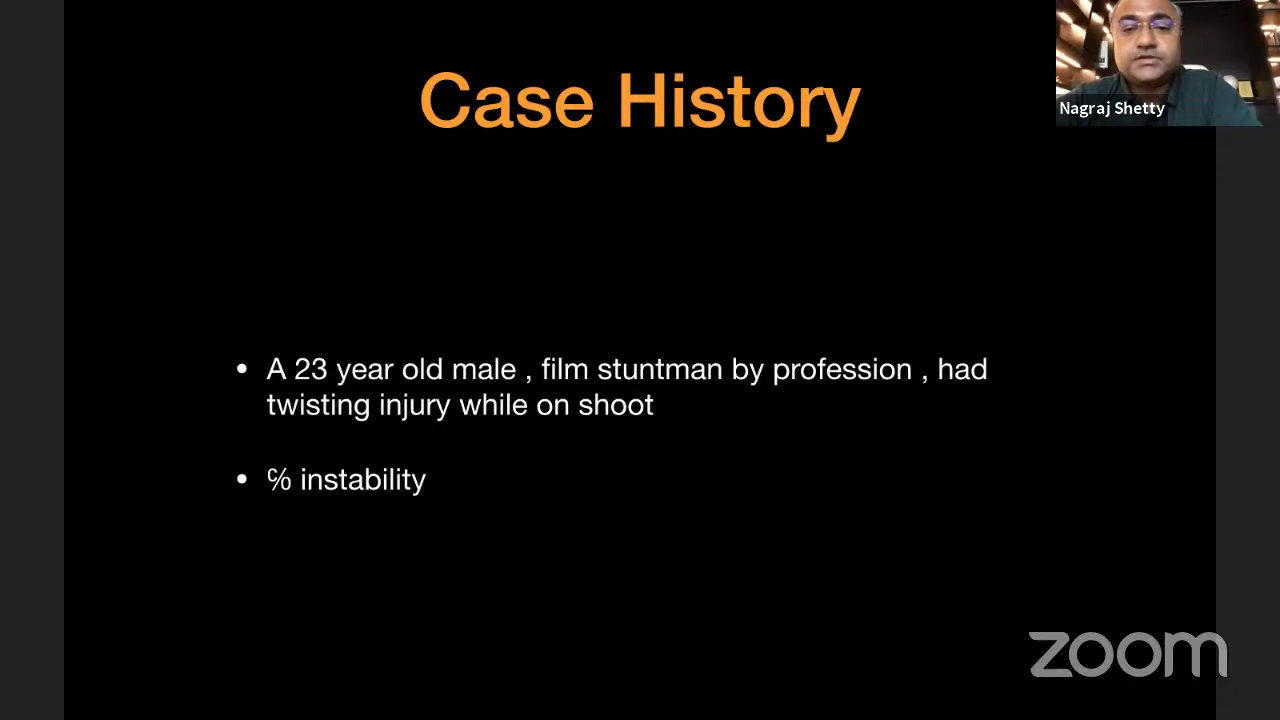 Case History
Nagraj Shetty
• A 23 year old male , film stuntman by profession , had
twisting injury while on shoot
• ℅ instability
zoom